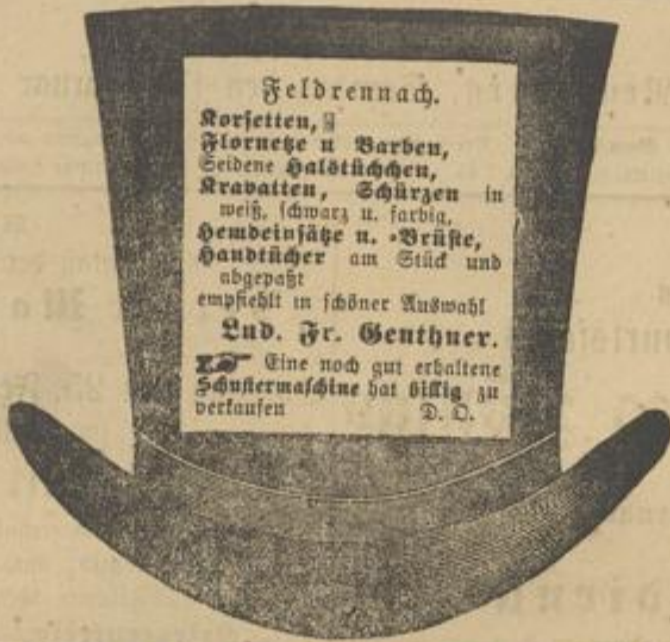 Feldrennach.
Korsetten,
Flornetze u Barben,
Seidene Halstüchchen,
Kravatten, Schürzen in
weiß, schwarz u. farbig,
Hemdeinsätze u. -Brüste,
Handtücher am Stück und
abgepaßt
empfiehlt in schöner Auswahl
Lud. Fr. Genthner.
☛ Eine noch gut erhaltene
Schustermaschine hat billig zu
verkaufen D. O.